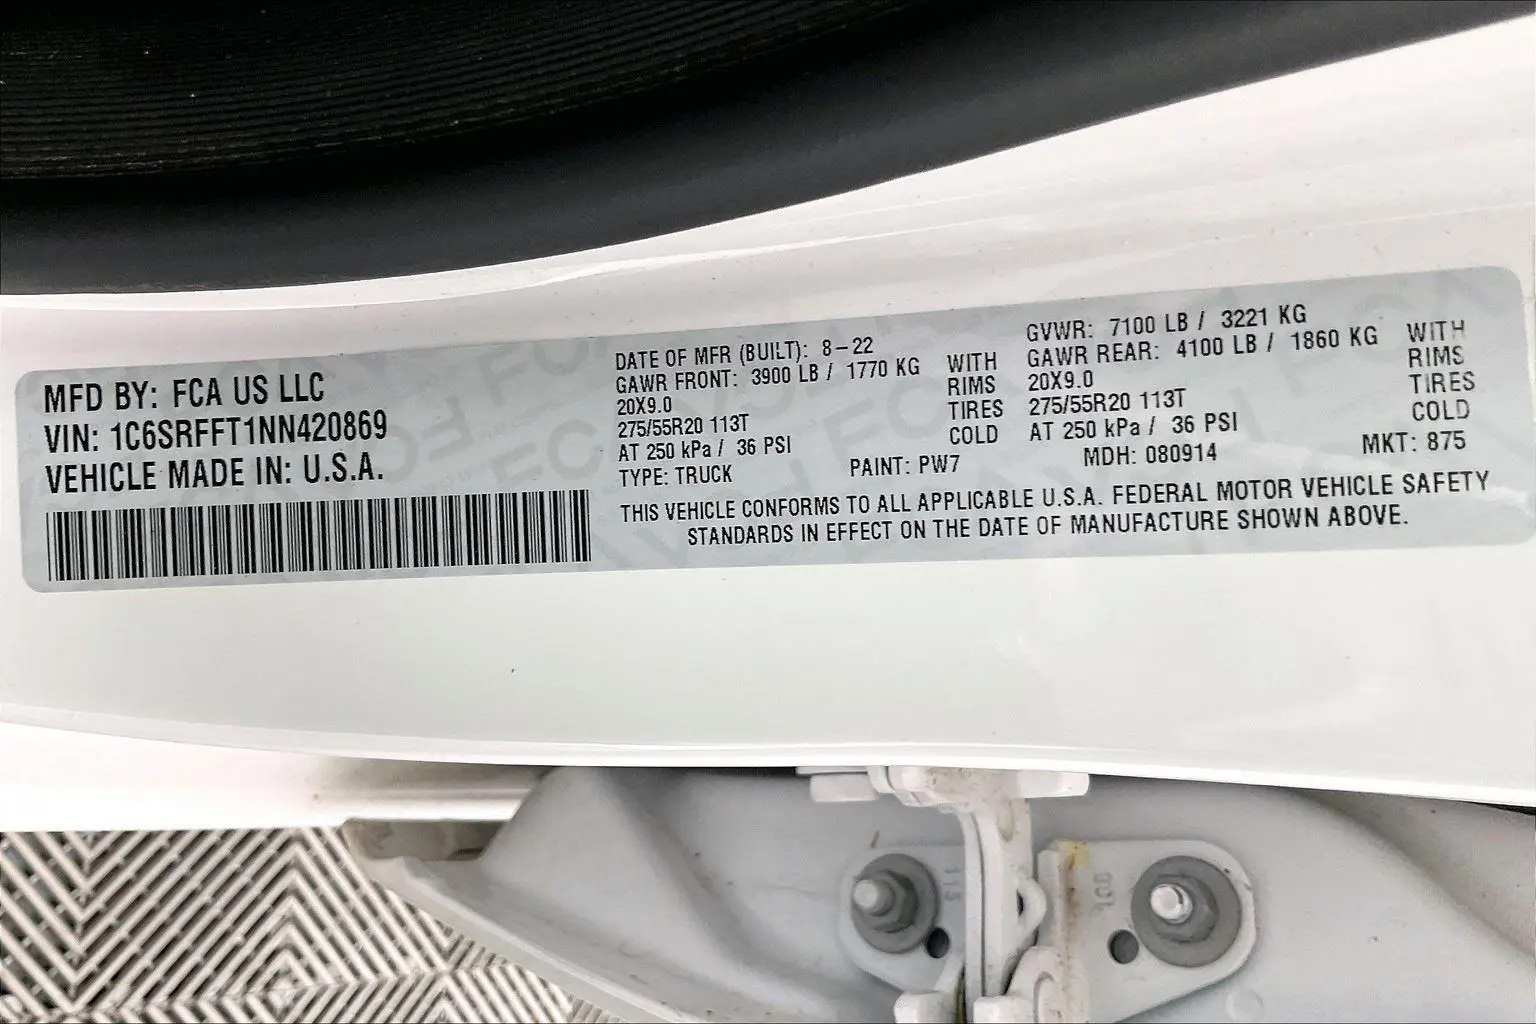 MFD BY: FCA US LLC
VIN: 1C6SRFFT1NN420869
VEHICLE MADE IN: U.S.A.
DATE OF MFR (BUILT): 8-22
GAWR FRONT: 3900 LB / 1770 KG WITH
20X9.0 RIMS
275/55R20 113T TIRES
AT 250 kPa / 36 PSI COLD
TYPE: TRUCK
GVWR: 7100 LB / 3221 KG
GAWR REAR: 4100 LB / 1860 KG WITH
20X9.0 RIMS
275/55R20 113T TIRES
AT 250 kPa / 36 PSI COLD
PAINT: PW7 MDH: 080914 MKT: 875
THIS VEHICLE CONFORMS TO ALL APPLICABLE U.S.A. FEDERAL MOTOR VEHICLE SAFETY
STANDARDS IN EFFECT ON THE DATE OF MANUFACTURE SHOWN ABOVE.
113